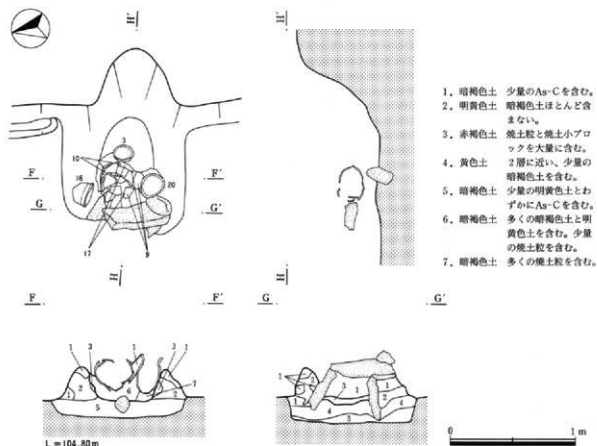 H'
H'
1．暗褐色土　少量のAs-Cを含む。
2．明黄色土　暗褐色土ほとんど含
まない。
3．赤褐色土　焼土粒と焼土小ブロ
ックを大量に含む。
4．黄色土　2層に近い、少量の
暗褐色土を含む。
5．暗褐色土　少量の明黄色土とわ
ずかにAs-Cを含む。
6．暗褐色土　多くの暗褐色土と明
黄色土を含む。少量
の焼土粒を含む。
7．暗褐色土　多くの焼土粒を含む。
3
10
F
F'
16
20
G
G'
17
9
H
H
F
F'
G
G'
1 3 1 3 1
2 6 7 2
1 5
L＝104.80m
1 3 1
1 2 2 4
4 5
0 1m